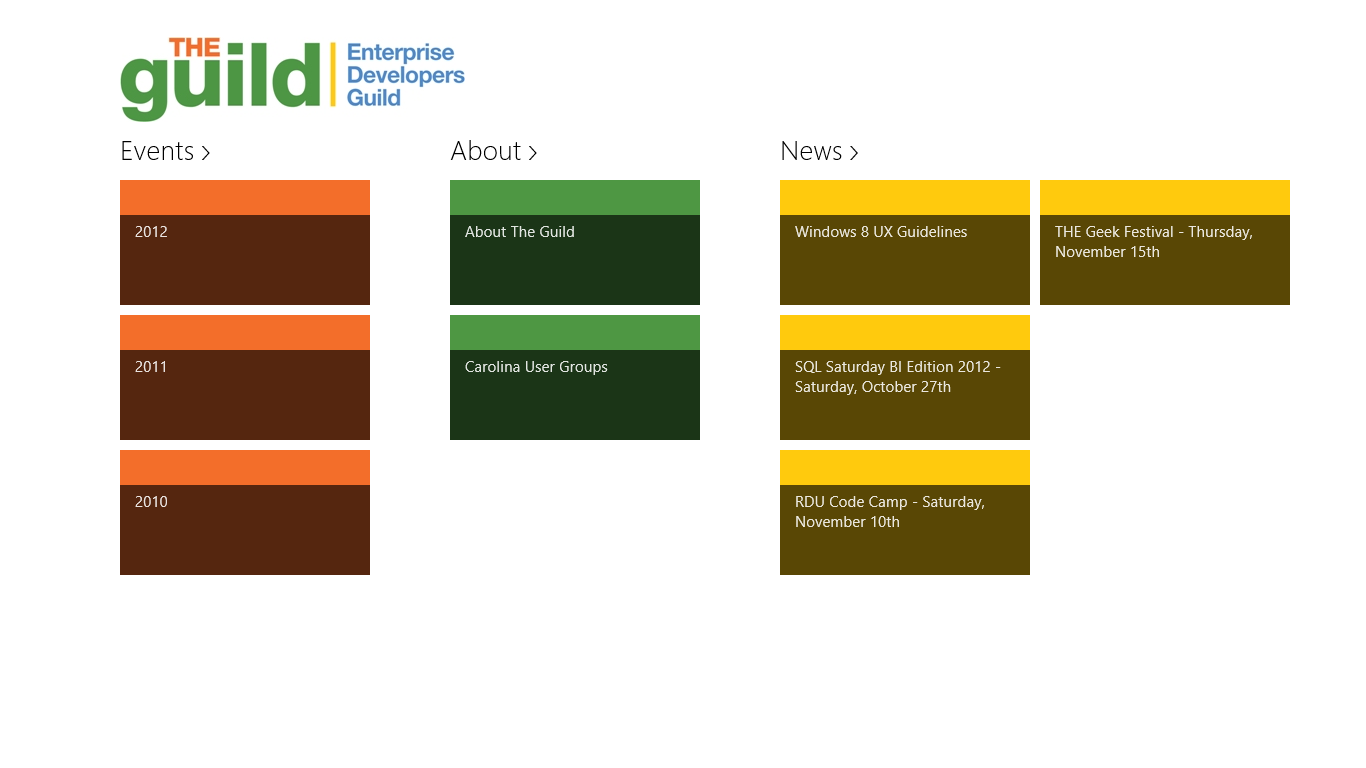 THE
guild
Enterprise
Developers
Guild
Events >
2012
2011
2010
About >
About The Guild
Carolina User Groups
News >
Windows 8 UX Guidelines
SQL Saturday BI Edition 2012 -
Saturday, October 27th
RDU Code Camp - Saturday,
November 10th
THE Geek Festival - Thursday,
November 15th